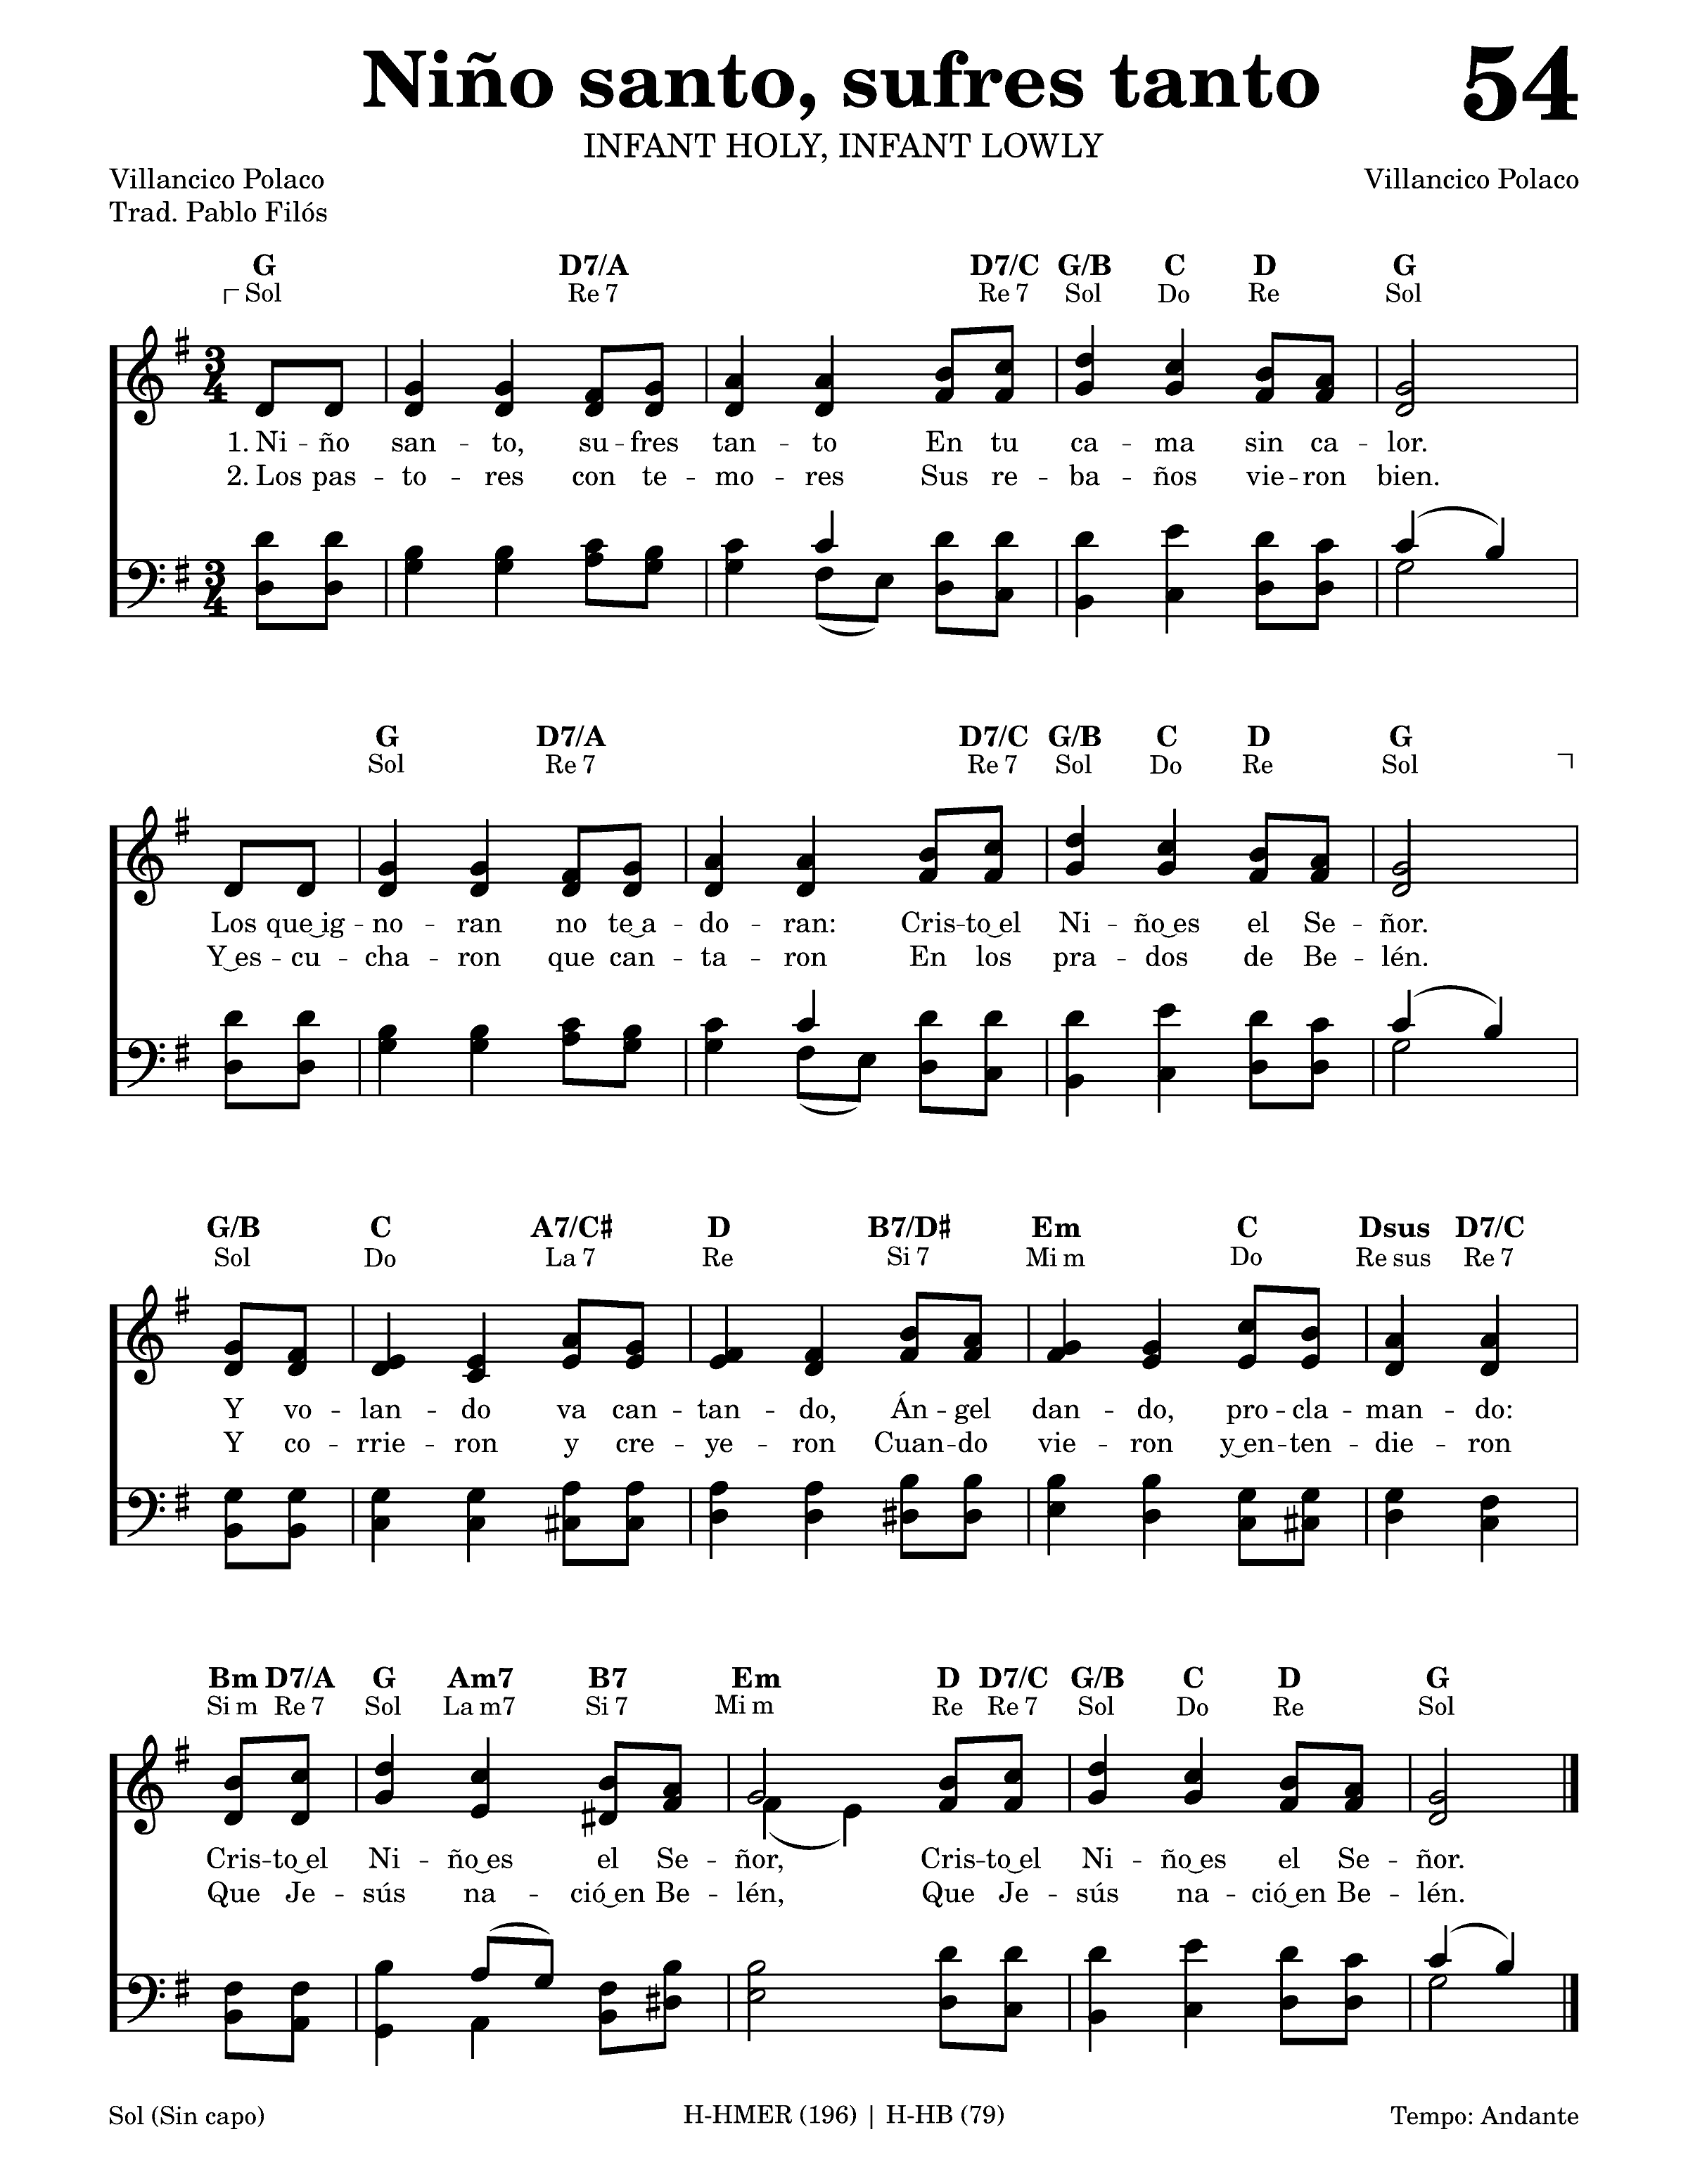 Niño santo, sufres tanto 54
INFANT HOLY, INFANT LOWLY
Villancico Polaco Villancico Polaco
Trad. Pablo Filós
G D7/A D7/C G/B C D G
Sol Re 7 Re 7 Sol Do Re Sol
3 4
1. Ni – ño san – to, su – fres tan – to En tu ca – ma sin ca – lor.
2. Los pas – to – res con te – mo – res Sus re – ba – ños vie – ron bien.
3 4
G D7/A D7/C G/B C D G
Sol Re 7 Re 7 Sol Do Re Sol
Los que‿ig – no – ran no te‿a – do – ran: Cris – to‿el Ni – ño‿es el Se – ñor.
Y‿es – cu – cha – ron que can – ta – ron En los pra – dos de Be – lén.
G/B C A7/C♯ D B7/D♯ Em C Dsus D7/C
Sol Do La 7 Re Si 7 Mi m Do Re sus Re 7
Y vo – lan – do va can – tan – do, Án – gel dan – do, pro – cla – man – do:
Y co – rrie – ron y cre – ye – ron Cuan – do vie – ron y‿en – ten – die – ron
Bm D7/A G Am7 B7 Em D D7/C G/B C D G
Si m Re 7 Sol La m7 Si 7 Mi m Re Re 7 Sol Do Re Sol
Cris – to‿el Ni – ño‿es el Se – ñor, Cris – to‿el Ni – ño‿es el Se – ñor.
Que Je – sús na – ció‿en Be – lén, Que Je – sús na – ció‿en Be – lén.
Sol (Sin capo) H-HMER (196) | H-HB (79) Tempo: Andante